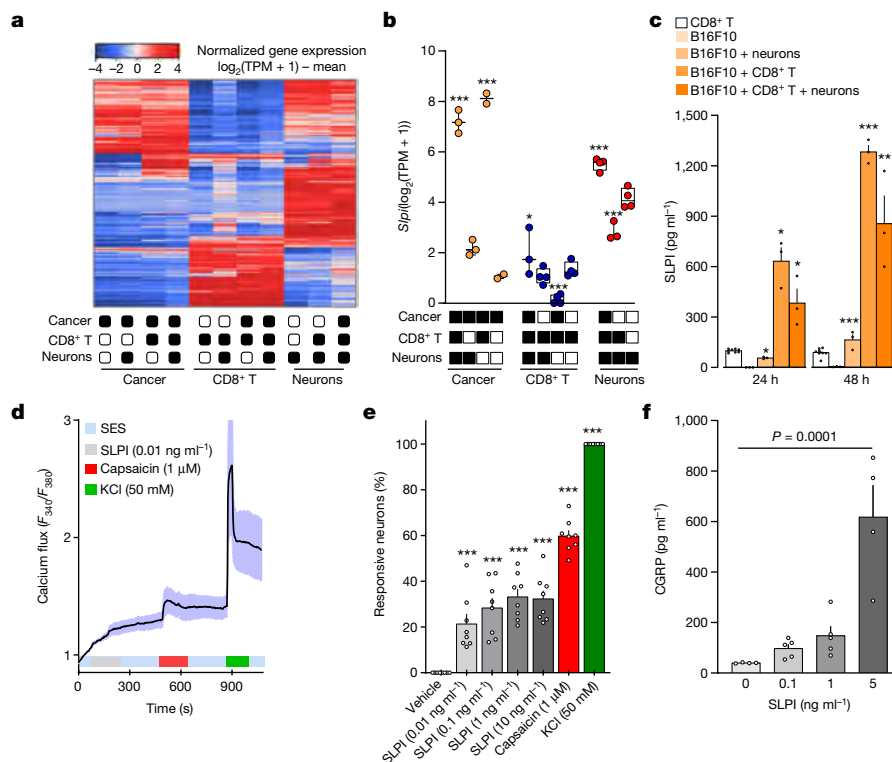 a
Normalized gene expression
log₂(TPM + 1) – mean
−4 −2 0 2 4
Cancer
CD8⁺ T
Neurons
Cancer CD8⁺ T Neurons
b
Slpi(log₂(TPM + 1))
10
8
6
4
2
0
***
***
*
***
***
***
Cancer
CD8⁺ T
Neurons
Cancer CD8⁺ T Neurons
c
CD8⁺ T
B16F10
B16F10 + neurons
B16F10 + CD8⁺ T
B16F10 + CD8⁺ T + neurons
SLPI (pg ml⁻¹)
1,500
1,200
900
600
300
0
*
*
*
***
***
**
24 h 48 h
d
Calcium flux (F₃₄₀/F₃₈₀)
3
2
1
SES
SLPI (0.01 ng ml⁻¹)
Capsaicin (1 μM)
KCl (50 mM)
0 300 600 900
Time (s)
e
Responsive neurons (%)
100
80
60
40
20
0
***
***
***
***
***
***
Vehicle
SLPI (0.01 ng ml⁻¹)
SLPI (0.1 ng ml⁻¹)
SLPI (1 ng ml⁻¹)
SLPI (10 ng ml⁻¹)
Capsaicin (1 μM)
KCl (50 mM)
f
CGRP (pg ml⁻¹)
1,000
800
600
400
200
0
P = 0.0001
0 0.1 1 5
SLPI (ng ml⁻¹)